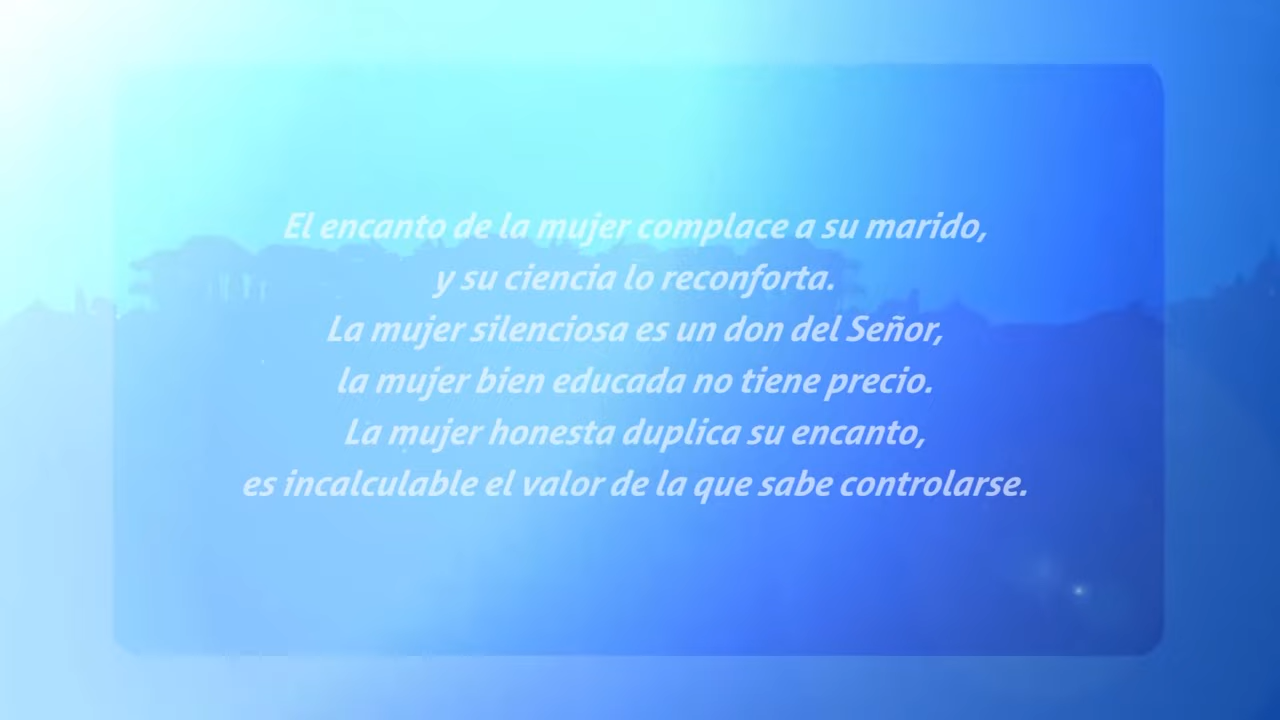 El encanto de la mujer complace a su marido,
y su ciencia lo reconforta.
La mujer silenciosa es un don del Señor,
la mujer bien educada no tiene precio.
La mujer honesta duplica su encanto,
es incalculable el valor de la que sabe controlarse.